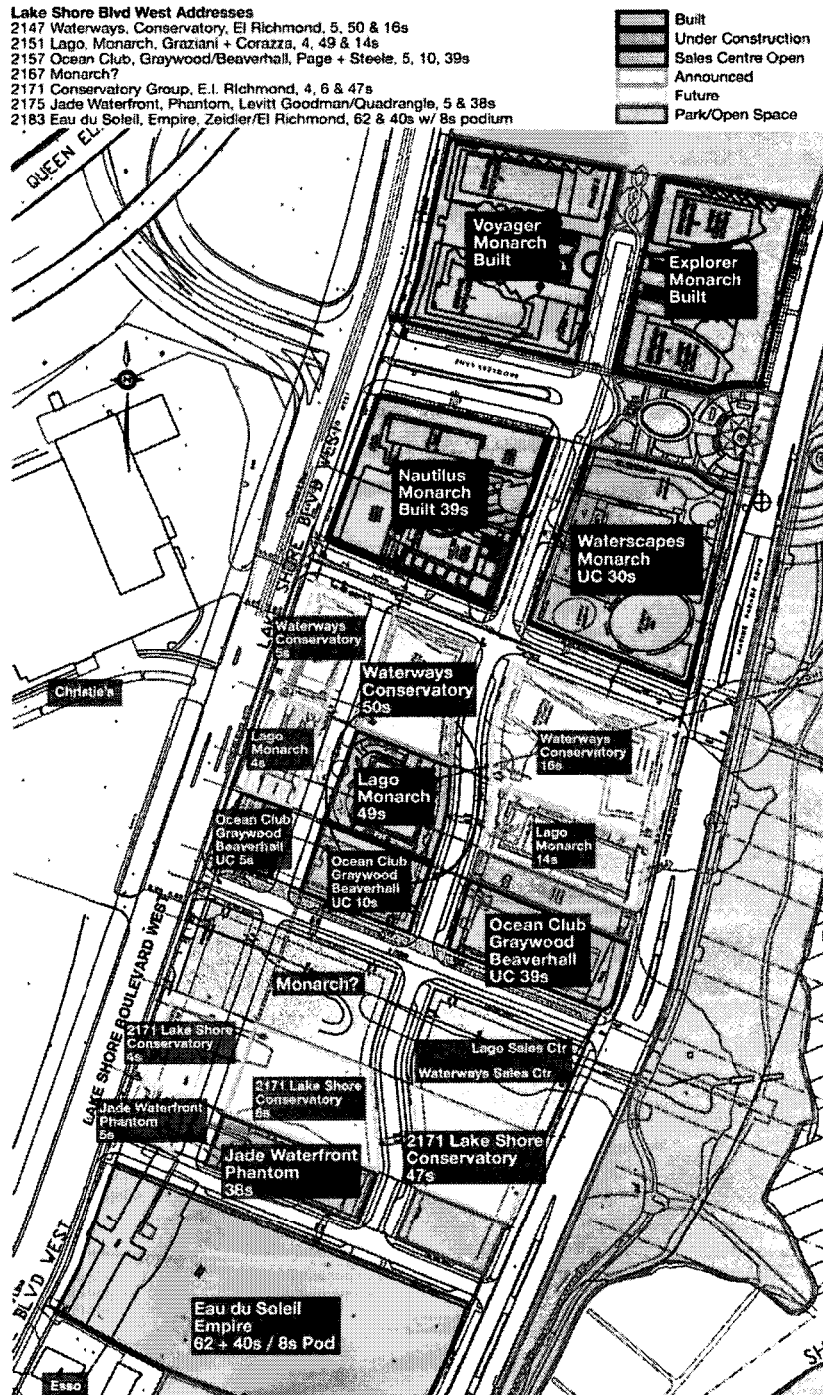 Lake Shore Blvd West Addresses
2147 Waterways, Conservatory, EI Richmond, 5, 50 & 16s
2151 Lago, Monarch, Graziani + Corazza, 4, 49 & 14s
2157 Ocean Club, Graywood/Beaverhall, Page + Steele, 5, 10, 39s
2167 Monarch?
2171 Conservatory Group, E.I. Richmond, 4, 6 & 47s
2175 Jade Waterfront, Phantom, Levitt Goodman/Quadrangle, 5 & 38s
2183 Eau du Soleil, Empire, Zeidler/EI Richmond, 62 & 40s w/ 8s podium
Built
Under Construction
Sales Centre Open
Announced
Future
Park/Open Space
QUEEN
Voyager
Monarch
Built
Explorer
Monarch
Built
LAKE SHORE BLVD WEST
Nautilus
Monarch
Built 39s
Waterscapes
Monarch
UC 30s
Waterways
Conservatory
5s
Waterways
Conservatory
50s
Christie's
Lago
Monarch
4s
Waterways
Conservatory
16s
Lago
Monarch
49s
Ocean Club
Graywood
Beaverhall
UC 5s
Lago
Monarch
14s
Ocean Club
Graywood
Beaverhall
UC 10s
Ocean Club
Graywood
Beaverhall
UC 39s
LAKE SHORE BOULEVARD WEST
Monarch?
2171 Lake Shore
Conservatory
4s
Lago Sales Ctr
Waterways Sales Ctr
2171 Lake Shore
Conservatory
6s
Jade Waterfront
Phantom
5s
2171 Lake Shore
Conservatory
47s
Jade Waterfront
Phantom
38s
BLVD WEST
Eau du Soleil
Empire
62 + 40s / 8s Pod
Esso